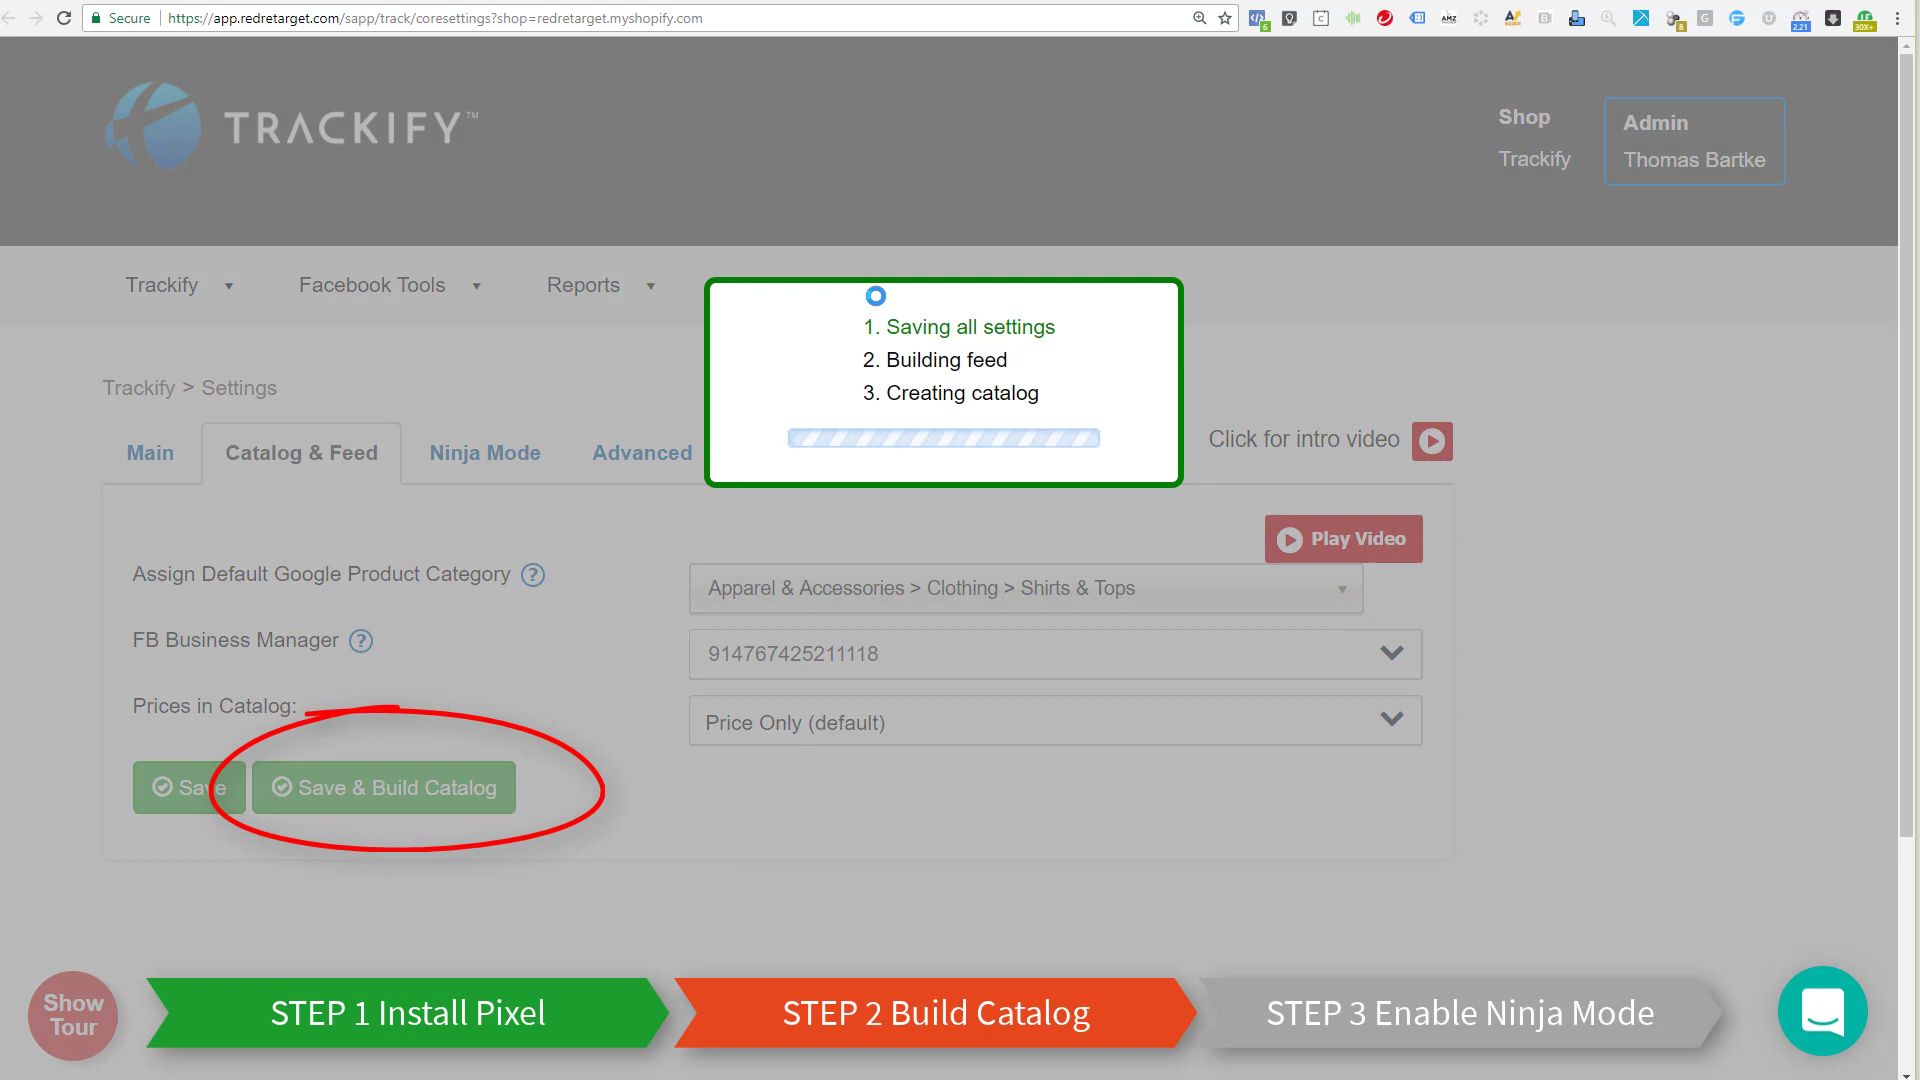 Secure
https://app.redretarget.com/sapp/track/coresettings?shop=redretarget.myshopify.com
TRACKIFY™
Shop
Trackify
Admin
Thomas Bartke
Trackify
Facebook Tools
Reports
1. Saving all settings
2. Building feed
3. Creating catalog
Trackify > Settings
Main
Catalog & Feed
Ninja Mode
Advanced
Click for intro video
Play Video
Assign Default Google Product Category ?
Apparel & Accessories > Clothing > Shirts & Tops
FB Business Manager ?
914767425211118
Prices in Catalog:
Price Only (default)
Save
Save & Build Catalog
Show
Tour
STEP 1 Install Pixel
STEP 2 Build Catalog
STEP 3 Enable Ninja Mode